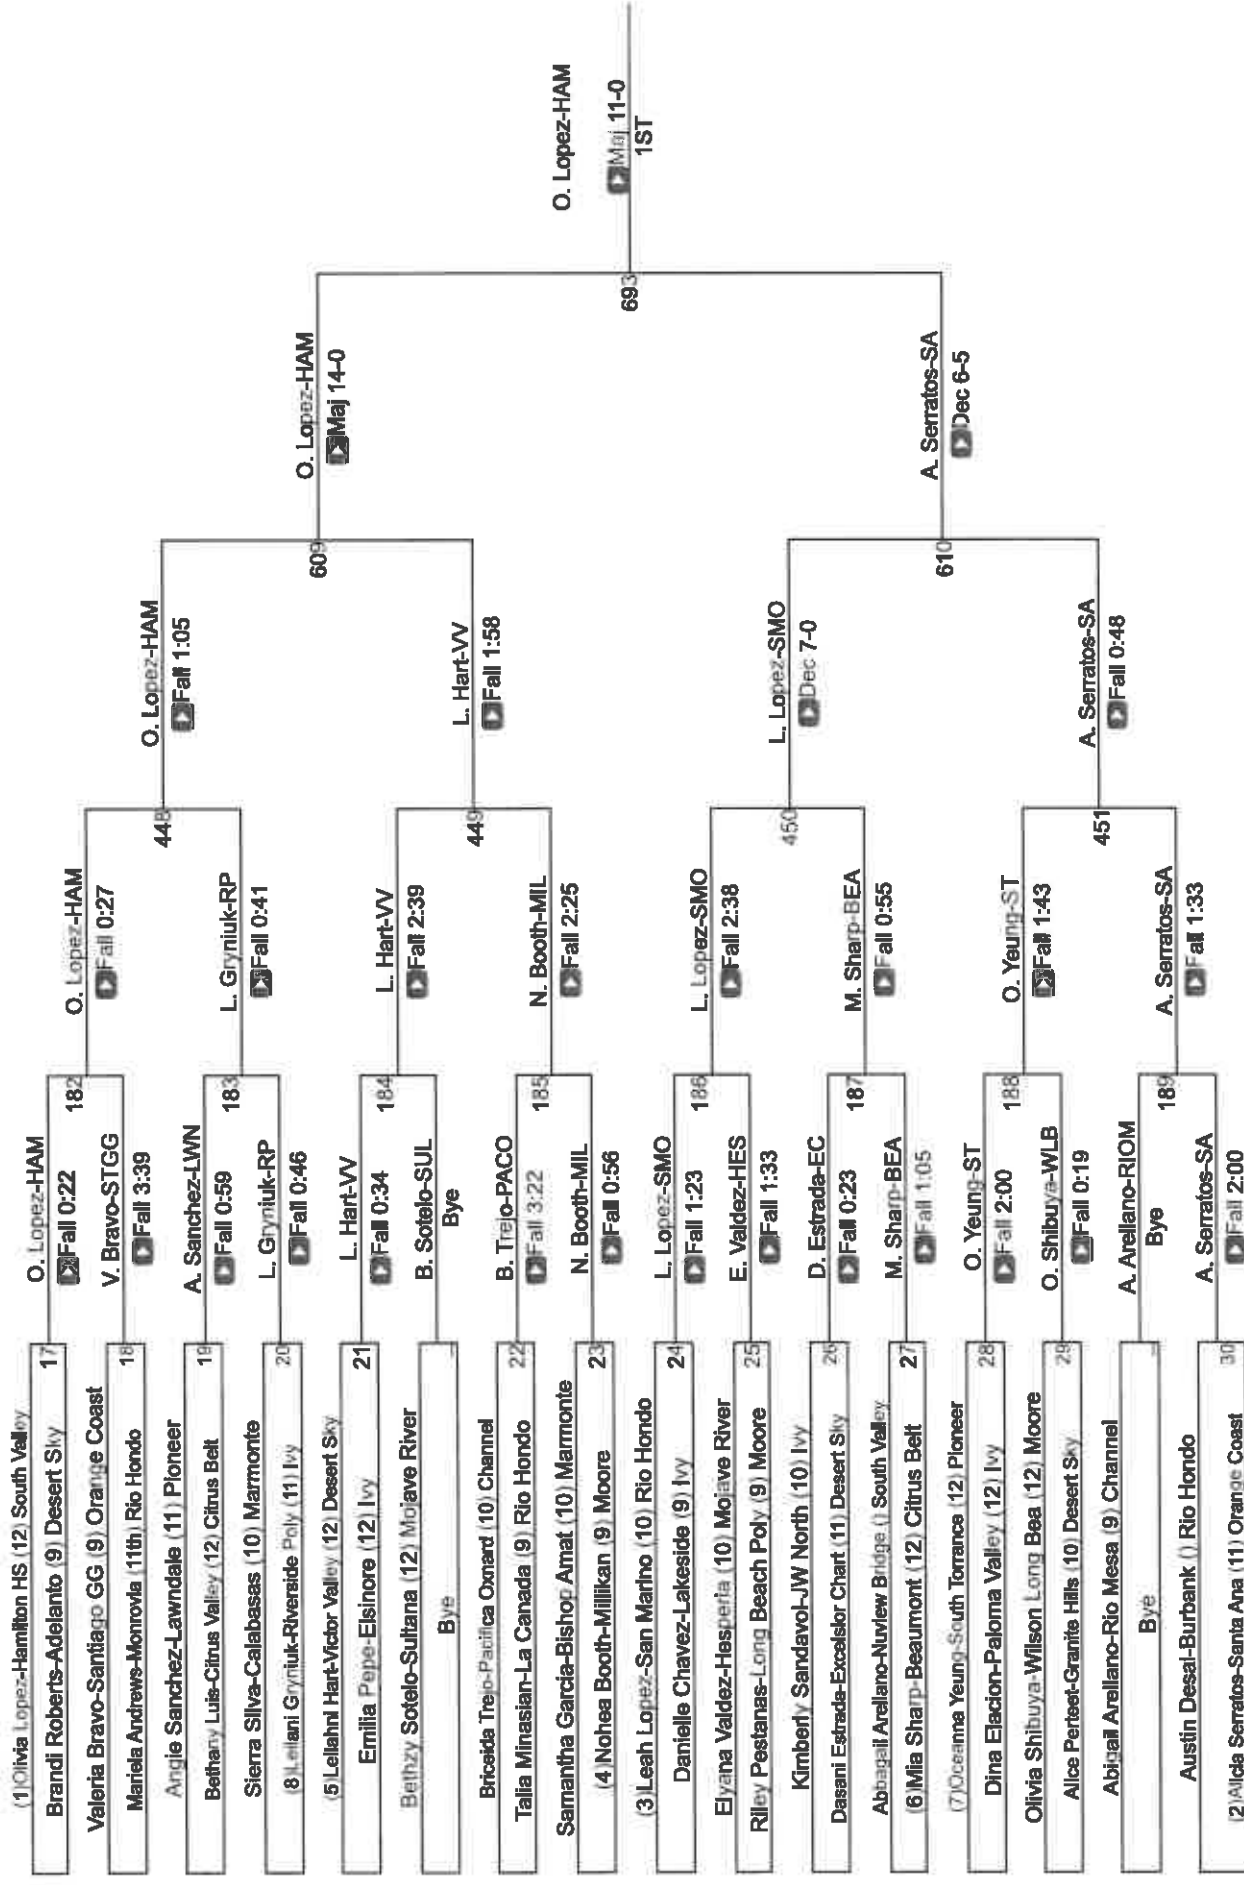 (1)Olivia Lopez-Hamilton HS (12) South Valley
17
Brandi Roberts-Adelanto (9) Desert Sky
Valeria Bravo-Santiago GG (9) Orange Coast
18
Mariela Andrews-Monrovia (11th) Rio Hondo
Angie Sanchez-Lawndale (11) Pioneer
19
Bethany Luis-Citrus Valley (12) Citrus Belt
Sierra Silva-Calabasas (10) Marmonte
20
(8)Leilani Gryniuk-Riverside Poly (11) Ivy
(5)Leilahni Hart-Victor Valley (12) Desert Sky
21
Emilia Pepe-Elsinore (12) Ivy
Bethzy Sotelo-Sultana (12) Mojave River
Bye
Briceida Trejo-Pacifica Oxnard (10) Channel
22
Talia Minasian-La Canada (9) Rio Hondo
Samantha Garcia-Bishop Amat (10) Marmonte
23
(4)Nohea Booth-Millikan (9) Moore
(3)Leah Lopez-San Marino (10) Rio Hondo
24
Danielle Chavez-Lakeside (9) Ivy
Elyana Valdez-Hesperia (10) Mojave River
25
Riley Pestanas-Long Beach Poly (9) Moore
Kimberly Sandavol-JW North (10) Ivy
26
Dasani Estrada-Excelsior Chart (11) Desert Sky
Abbagail Arellano-Nuview Bridge () South Valley
27
(6)Mia Sharp-Beaumont (12) Citrus Belt
(7)Oceanna Yeung-South Torrance (12) Pioneer
28
Dina Elacion-Paloma Valley (12) Ivy
Olivia Shibuya-Wilson Long Bea (12) Moore
29
Alice Perteet-Granite Hills (10) Desert Sky
Abigail Arellano-Rio Mesa (9) Channel
Bye
Austin Desai-Burbank () Rio Hondo
30
(2)Alicia Serratos-Santa Ana (11) Orange Coast
O. Lopez-HAM
Fall 0:22
182
V. Bravo-STGG
Fall 3:39
A. Sanchez-LWN
Fall 0:59
183
L. Gryniuk-RP
Fall 0:46
L. Hart-VV
Fall 0:34
184
B. Sotelo-SUL
Bye
B. Trejo-PACO
Fall 3:22
185
N. Booth-MIL
Fall 0:56
L. Lopez-SMO
Fall 1:23
186
E. Valdez-HES
Fall 1:33
D. Estrada-EC
Fall 0:23
187
M. Sharp-BEA
Fall 1:05
O. Yeung-ST
Fall 2:00
188
O. Shibuya-WLB
Fall 0:19
A. Arellano-RIOM
Bye
189
A. Serratos-SA
Fall 2:00
O. Lopez-HAM
Fall 0:27
448
L. Gryniuk-RP
Fall 0:41
L. Hart-VV
Fall 2:39
449
N. Booth-MIL
Fall 2:25
L. Lopez-SMO
Fall 2:38
450
M. Sharp-BEA
Fall 0:55
O. Yeung-ST
Fall 1:43
451
A. Serratos-SA
Fall 1:33
O. Lopez-HAM
Fall 1:05
609
L. Hart-VV
Fall 1:58
L. Lopez-SMO
Dec 7-0
610
A. Serratos-SA
Fall 0:48
O. Lopez-HAM
Maj 14-0
693
A. Serratos-SA
Dec 6-5
O. Lopez-HAM
Maj 11-0
1ST